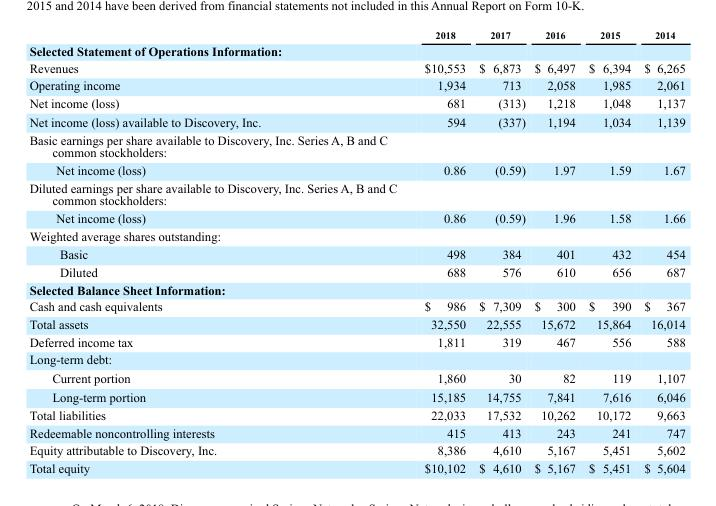 2015 and 2014 have been derived from financial statements not included in this Annual Report on Form 10-K.
2018 2017 2016 2015 2014
Selected Statement of Operations Information:
Revenues $10,553 $ 6,873 $ 6,497 $ 6,394 $ 6,265
Operating income 1,934 713 2,058 1,985 2,061
Net income (loss) 681 (313) 1,218 1,048 1,137
Net income (loss) available to Discovery, Inc. 594 (337) 1,194 1,034 1,139
Basic earnings per share available to Discovery, Inc. Series A, B and C
common stockholders:
Net income (loss) 0.86 (0.59) 1.97 1.59 1.67
Diluted earnings per share available to Discovery, Inc. Series A, B and C
common stockholders:
Net income (loss) 0.86 (0.59) 1.96 1.58 1.66
Weighted average shares outstanding:
Basic 498 384 401 432 454
Diluted 688 576 610 656 687
Selected Balance Sheet Information:
Cash and cash equivalents $ 986 $ 7,309 $ 300 $ 390 $ 367
Total assets 32,550 22,555 15,672 15,864 16,014
Deferred income tax 1,811 319 467 556 588
Long-term debt:
Current portion 1,860 30 82 119 1,107
Long-term portion 15,185 14,755 7,841 7,616 6,046
Total liabilities 22,033 17,532 10,262 10,172 9,663
Redeemable noncontrolling interests 415 413 243 241 747
Equity attributable to Discovery, Inc. 8,386 4,610 5,167 5,451 5,602
Total equity $10,102 $ 4,610 $ 5,167 $ 5,451 $ 5,604